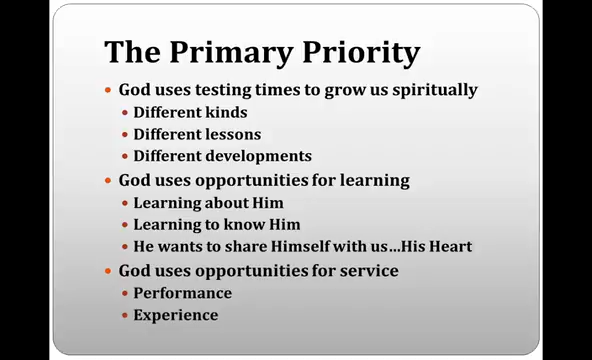 The Primary Priority
• God uses testing times to grow us spiritually
• Different kinds
• Different lessons
• Different developments
• God uses opportunities for learning
• Learning about Him
• Learning to know Him
• He wants to share Himself with us…His Heart
• God uses opportunities for service
• Performance
• Experience